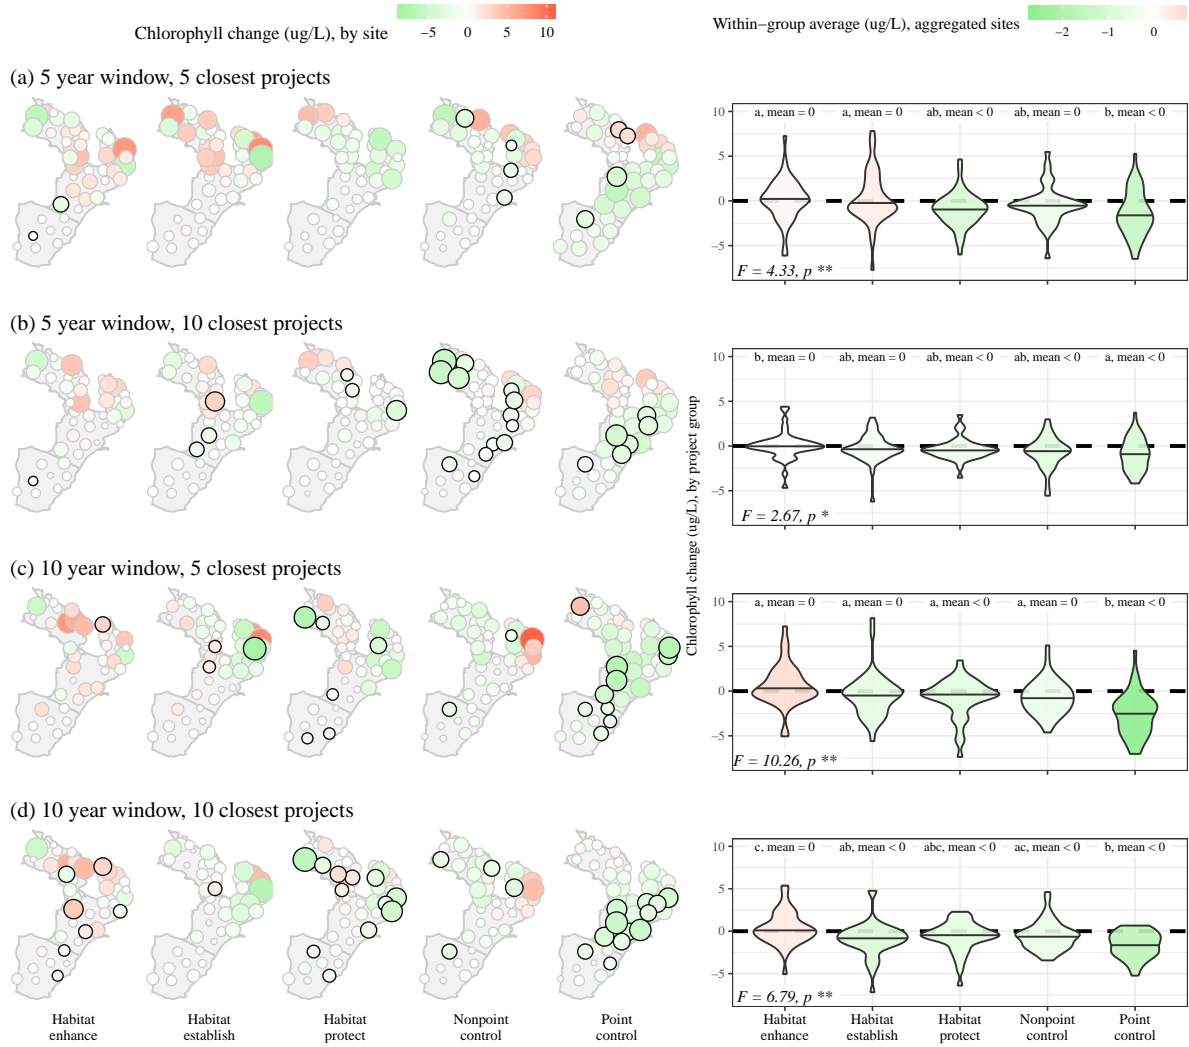 Chlorophyll change (ug/L), by site
−5 0 5 10
Within−group average (ug/L), aggregated sites
−2 −1 0
(a) 5 year window, 5 closest projects
a, mean = 0 a, mean = 0 ab, mean < 0 ab, mean = 0 b, mean < 0
10
5
0
−5
F = 4.33, p **
(b) 5 year window, 10 closest projects
b, mean = 0 ab, mean = 0 ab, mean = 0 ab, mean < 0 a, mean < 0
10
5
0
−5
F = 2.67, p *
Chlorophyll change (ug/L), by project group
(c) 10 year window, 5 closest projects
a, mean = 0 a, mean = 0 a, mean < 0 a, mean = 0 b, mean < 0
10
5
0
−5
F = 10.26, p **
(d) 10 year window, 10 closest projects
c, mean = 0 ab, mean < 0 abc, mean < 0 ac, mean < 0 b, mean < 0
10
5
0
−5
F = 6.79, p **
Habitat enhance
Habitat establish
Habitat protect
Nonpoint control
Point control
Habitat enhance
Habitat establish
Habitat protect
Nonpoint control
Point control